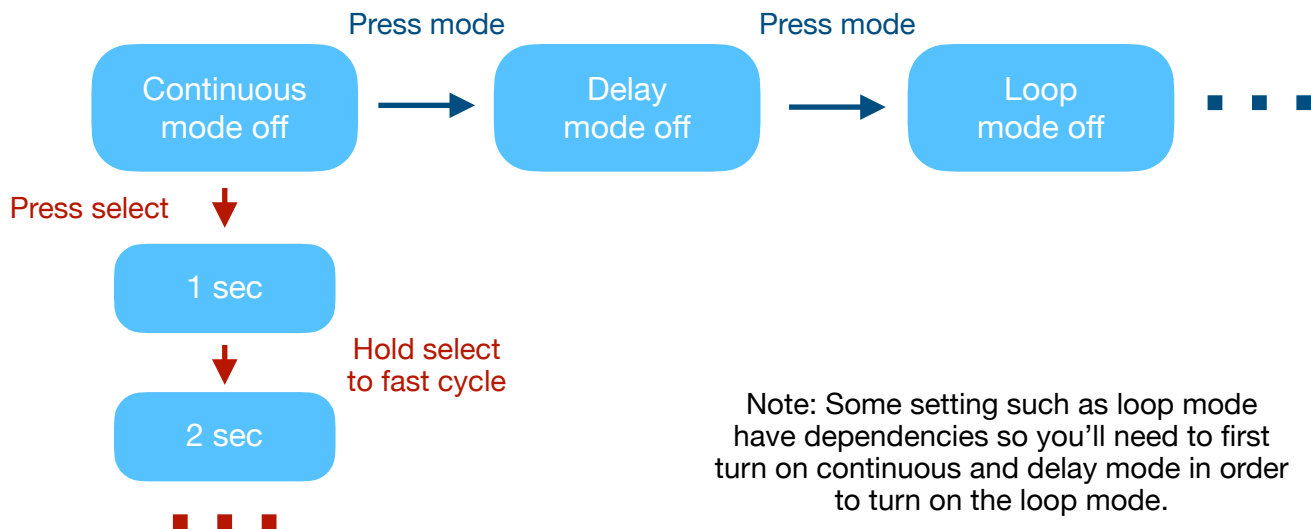 Press mode
Press mode
Continuous
mode off
Delay
mode off
Loop
mode off
Press select
1 sec
Hold select
to fast cycle
2 sec
Note: Some setting such as loop mode
have dependencies so you’ll need to first
turn on continuous and delay mode in order
to turn on the loop mode.